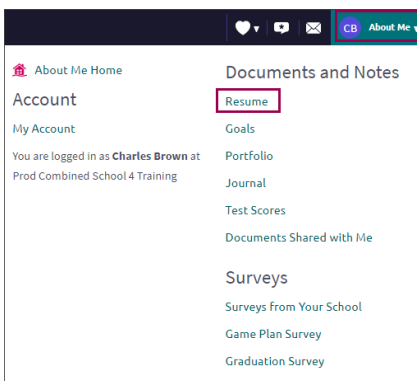 CB About Me
About Me Home
Account
My Account
You are logged in as Charles Brown at
Prod Combined School 4 Training
Documents and Notes
Resume
Goals
Portfolio
Journal
Test Scores
Documents Shared with Me
Surveys
Surveys from Your School
Game Plan Survey
Graduation Survey